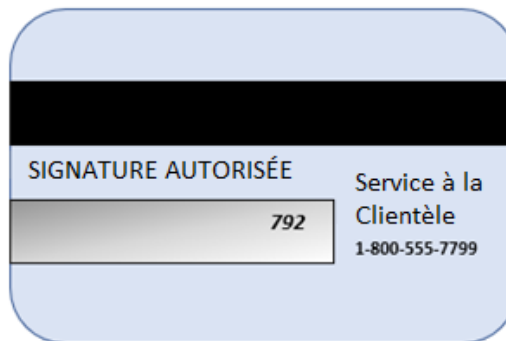 SIGNATURE AUTORISÉE
792
Service à la
Clientèle
1-800-555-7799